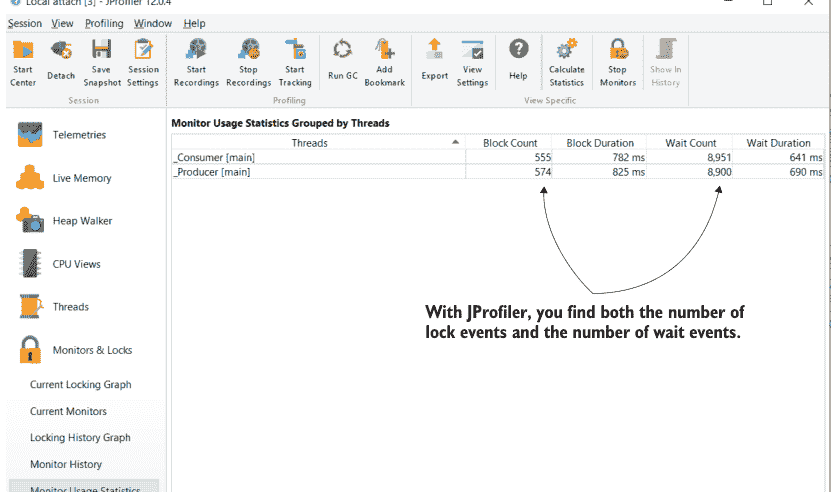 Local attach [3] - JProfiler 12.0.4
Session View Profiling Window Help
Start Center
Detach
Save Snapshot
Session Settings
Start Recordings
Stop Recordings
Start Tracking
Run GC
Add Bookmark
Export
View Settings
Help
Calculate Statistics
Stop Monitors
Show In History
Session
Profiling
View Specific
Telemetries
Live Memory
Heap Walker
CPU Views
Threads
Monitors & Locks
Current Locking Graph
Current Monitors
Locking History Graph
Monitor History
Monitor Usage Statistics
Monitor Usage Statistics Grouped by Threads
Threads Block Count Block Duration Wait Count Wait Duration
_Consumer [main] 555 782 ms 8,951 641 ms
_Producer [main] 574 825 ms 8,900 690 ms
With JProfiler, you find both the number of
lock events and the number of wait events.